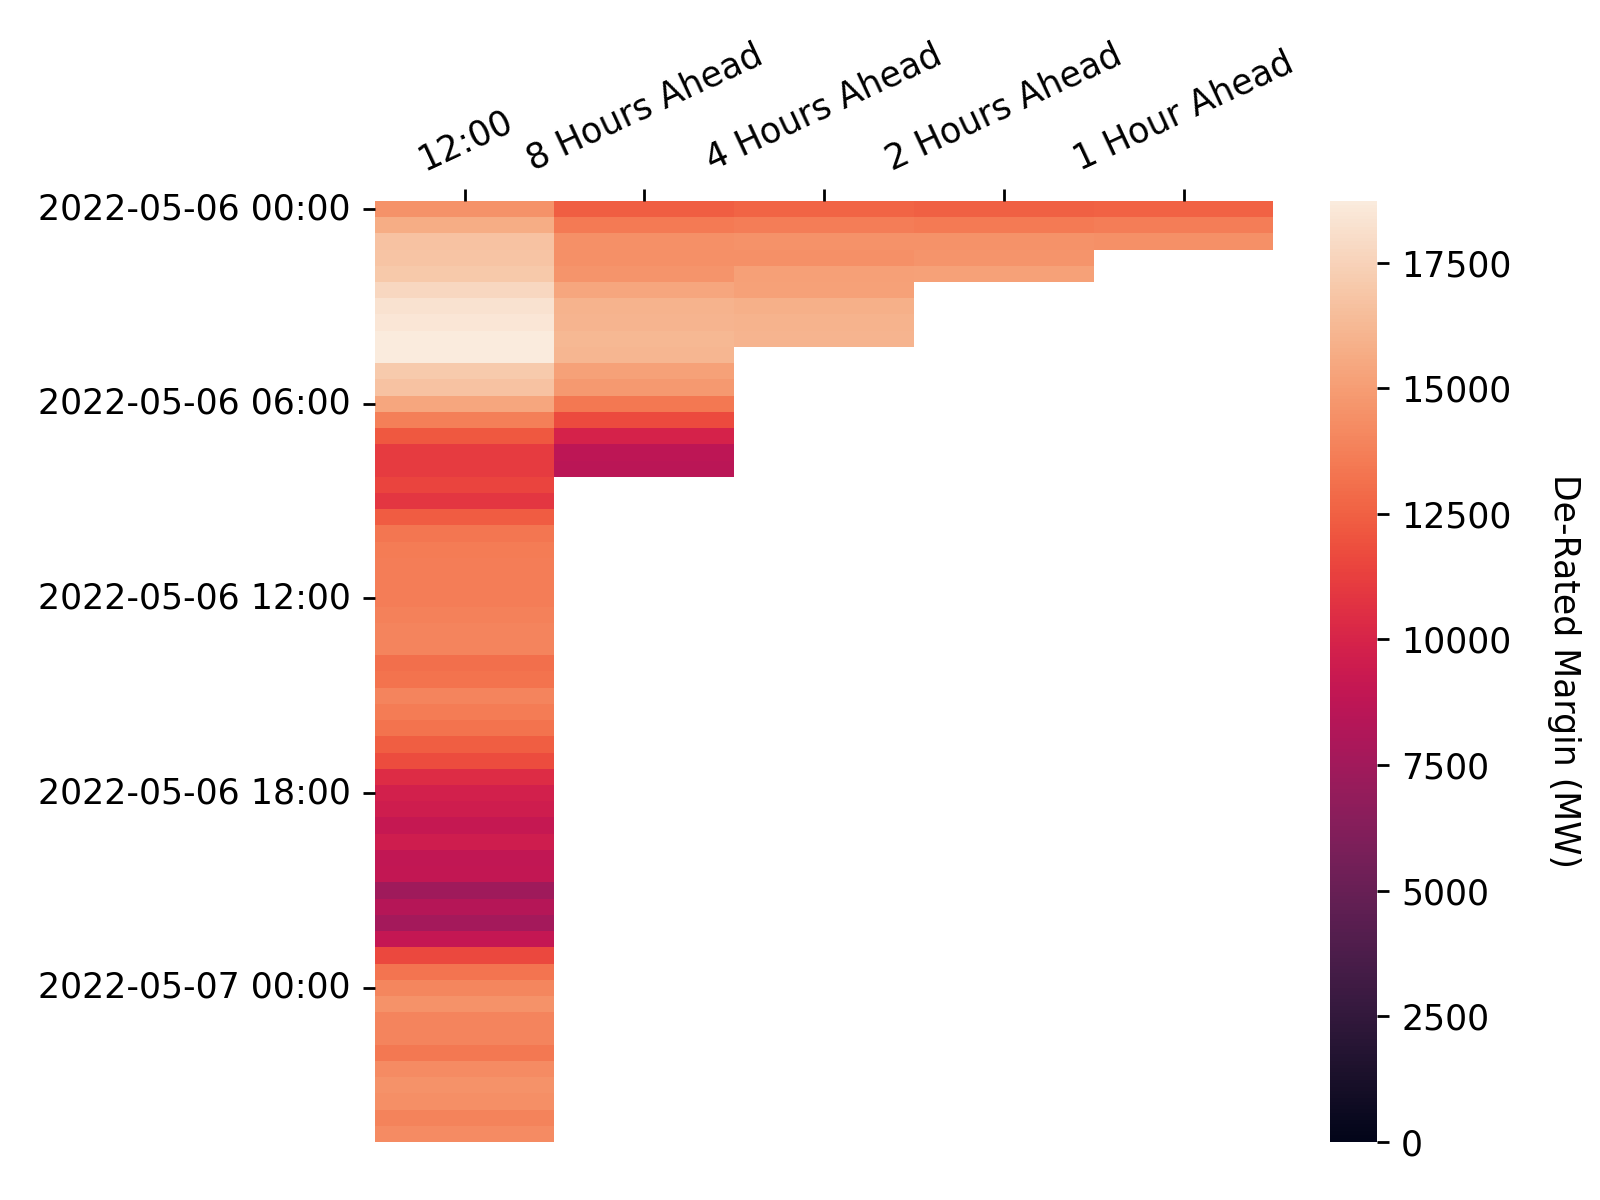 12:00
8 Hours Ahead
4 Hours Ahead
2 Hours Ahead
1 Hour Ahead
2022-05-06 00:00
2022-05-06 06:00
2022-05-06 12:00
2022-05-06 18:00
2022-05-07 00:00
17500
15000
12500
10000
7500
5000
2500
0
De-Rated Margin (MW)